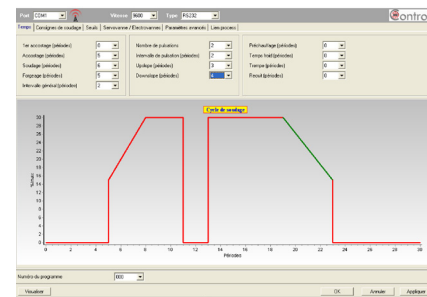 Port COM1 Vitesse 9600 Type RS232 Contro
Temps Consignes de soudage Seuils Servovanne / Electrovannes Paramètres avancés Lien process
1er accostage (périodes) 0 Nombre de pulsations 2 Préchauffage (périodes) 0
Accostage (périodes) 5 Intervalle de pulsation (périodes) 2 Temps froid (périodes) 0
Soudage (périodes) 6 Upslope (périodes) 3 Trempe (périodes) 0
Forgeage (périodes) 5 Downslope (périodes) 4 Recuit (périodes) 0
Intervalle général (périodes) 2
Cycle de soudage
30
28
26
24
22
20
18
16
14
12
10
8
6
4
2
0
0 2 4 6 8 10 12 14 16 18 20 22 24 26 28 30
Périodes
Numéro du programme 000
Visualiser OK Annuler Appliquer